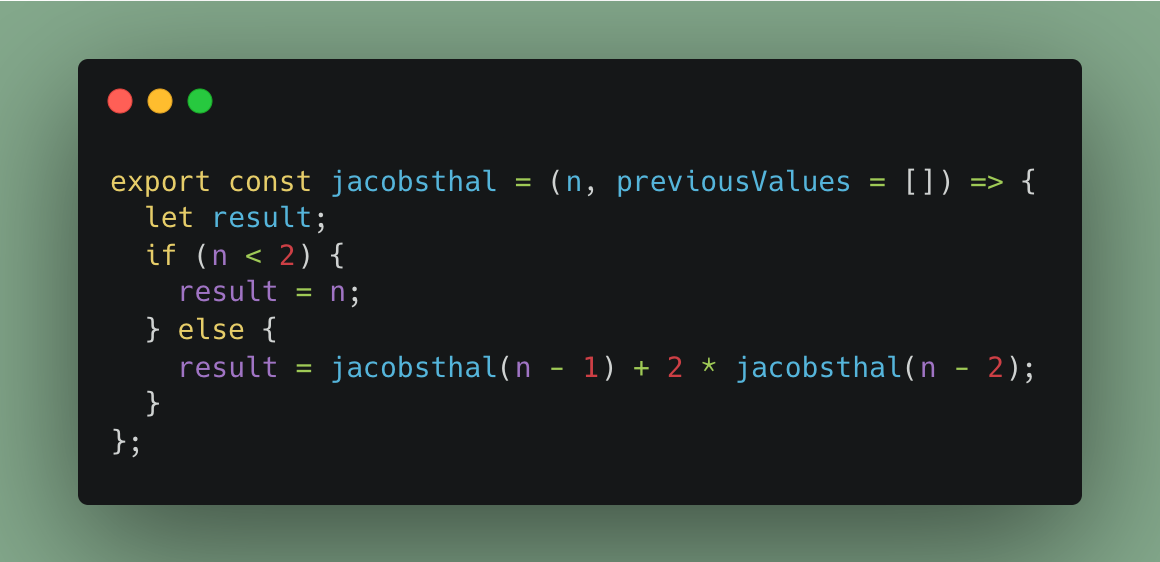 export const jacobsthal = (n, previousValues = []) => {
  let result;
  if (n < 2) {
    result = n;
  } else {
    result = jacobsthal(n - 1) + 2 * jacobsthal(n - 2);
  }
};